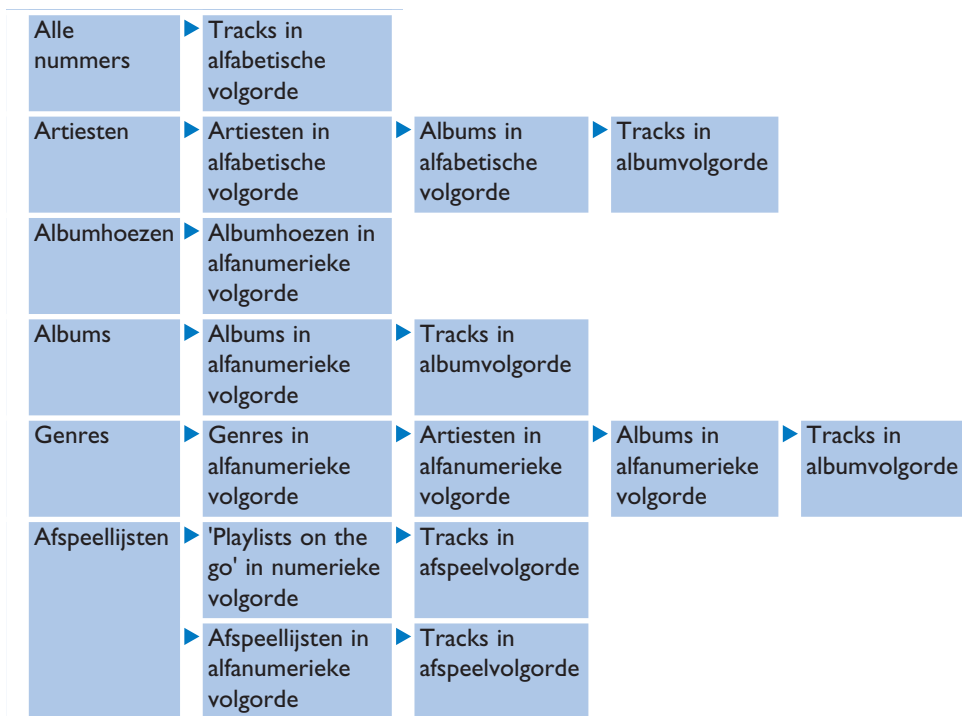 Alle
nummers
Tracks in
alfabetische
volgorde
Artiesten
Artiesten in
alfabetische
volgorde
Albums in
alfabetische
volgorde
Tracks in
albumvolgorde
Albumhoezen
Albumhoezen in
alfanumerieke
volgorde
Albums
Albums in
alfanumerieke
volgorde
Tracks in
albumvolgorde
Genres
Genres in
alfanumerieke
volgorde
Artiesten in
alfanumerieke
volgorde
Albums in
alfanumerieke
volgorde
Tracks in
albumvolgorde
Afspeellijsten
'Playlists on the
go' in numerieke
volgorde
Tracks in
afspeelvolgorde
Afspeellijsten in
alfanumerieke
volgorde
Tracks in
afspeelvolgorde